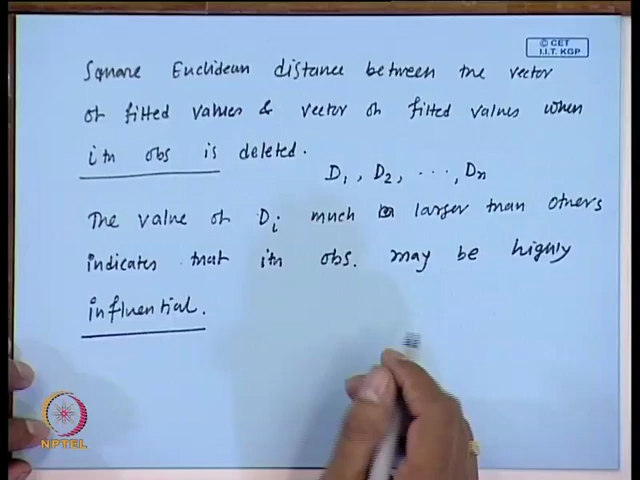 © CET
I.I.T. KGP
Square Euclidean distance between the vector
of fitted values & vector of fitted values when
ith obs is deleted.
D1, D2, ..., Dn
The value of Di much larger than others
indicates that ith obs. may be highly
influential.
NPTEL